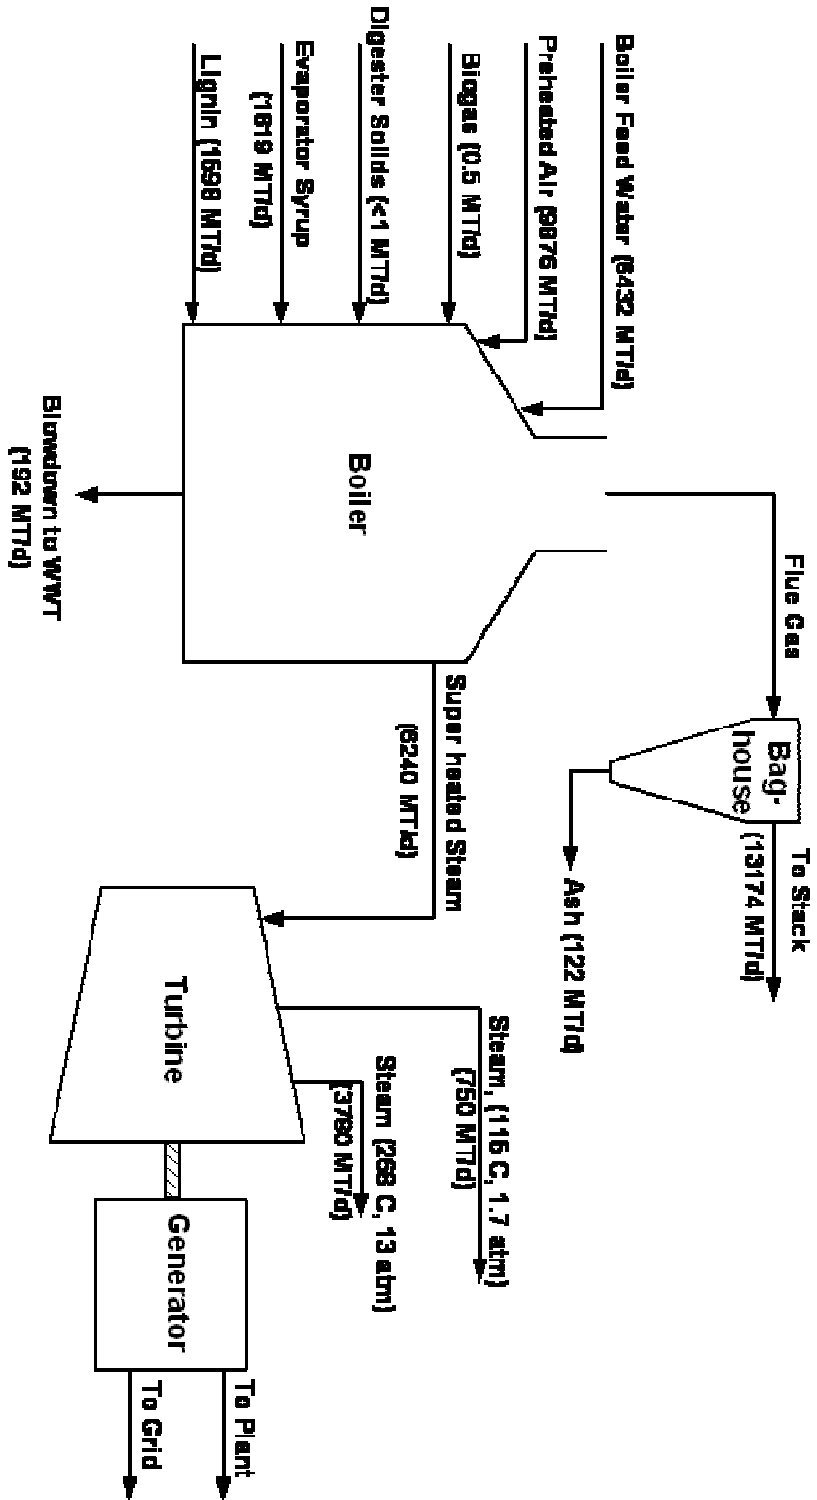 Flue Gas
Bag-
house
To Stack
(13174 MT/d)
Boiler Feed Water (6432 MT/d)
Preheated Air (9876 MT/d)
Ash (122 MT/d)
Biogas (0.5 MT/d)
Digester Solids (<1 MT/d)
Evaporator Syrup
(1819 MT/d)
Lignin (1598 MT/d)
Boiler
Super heated Steam
(6240 MT/d)
Steam, (115 C, 1.7 atm)
(750 MT/d)
Steam (268 C, 13 atm)
(3780 MT/d)
Turbine
Generator
To Plant
To Grid
Blowdown to WWT
(192 MT/d)